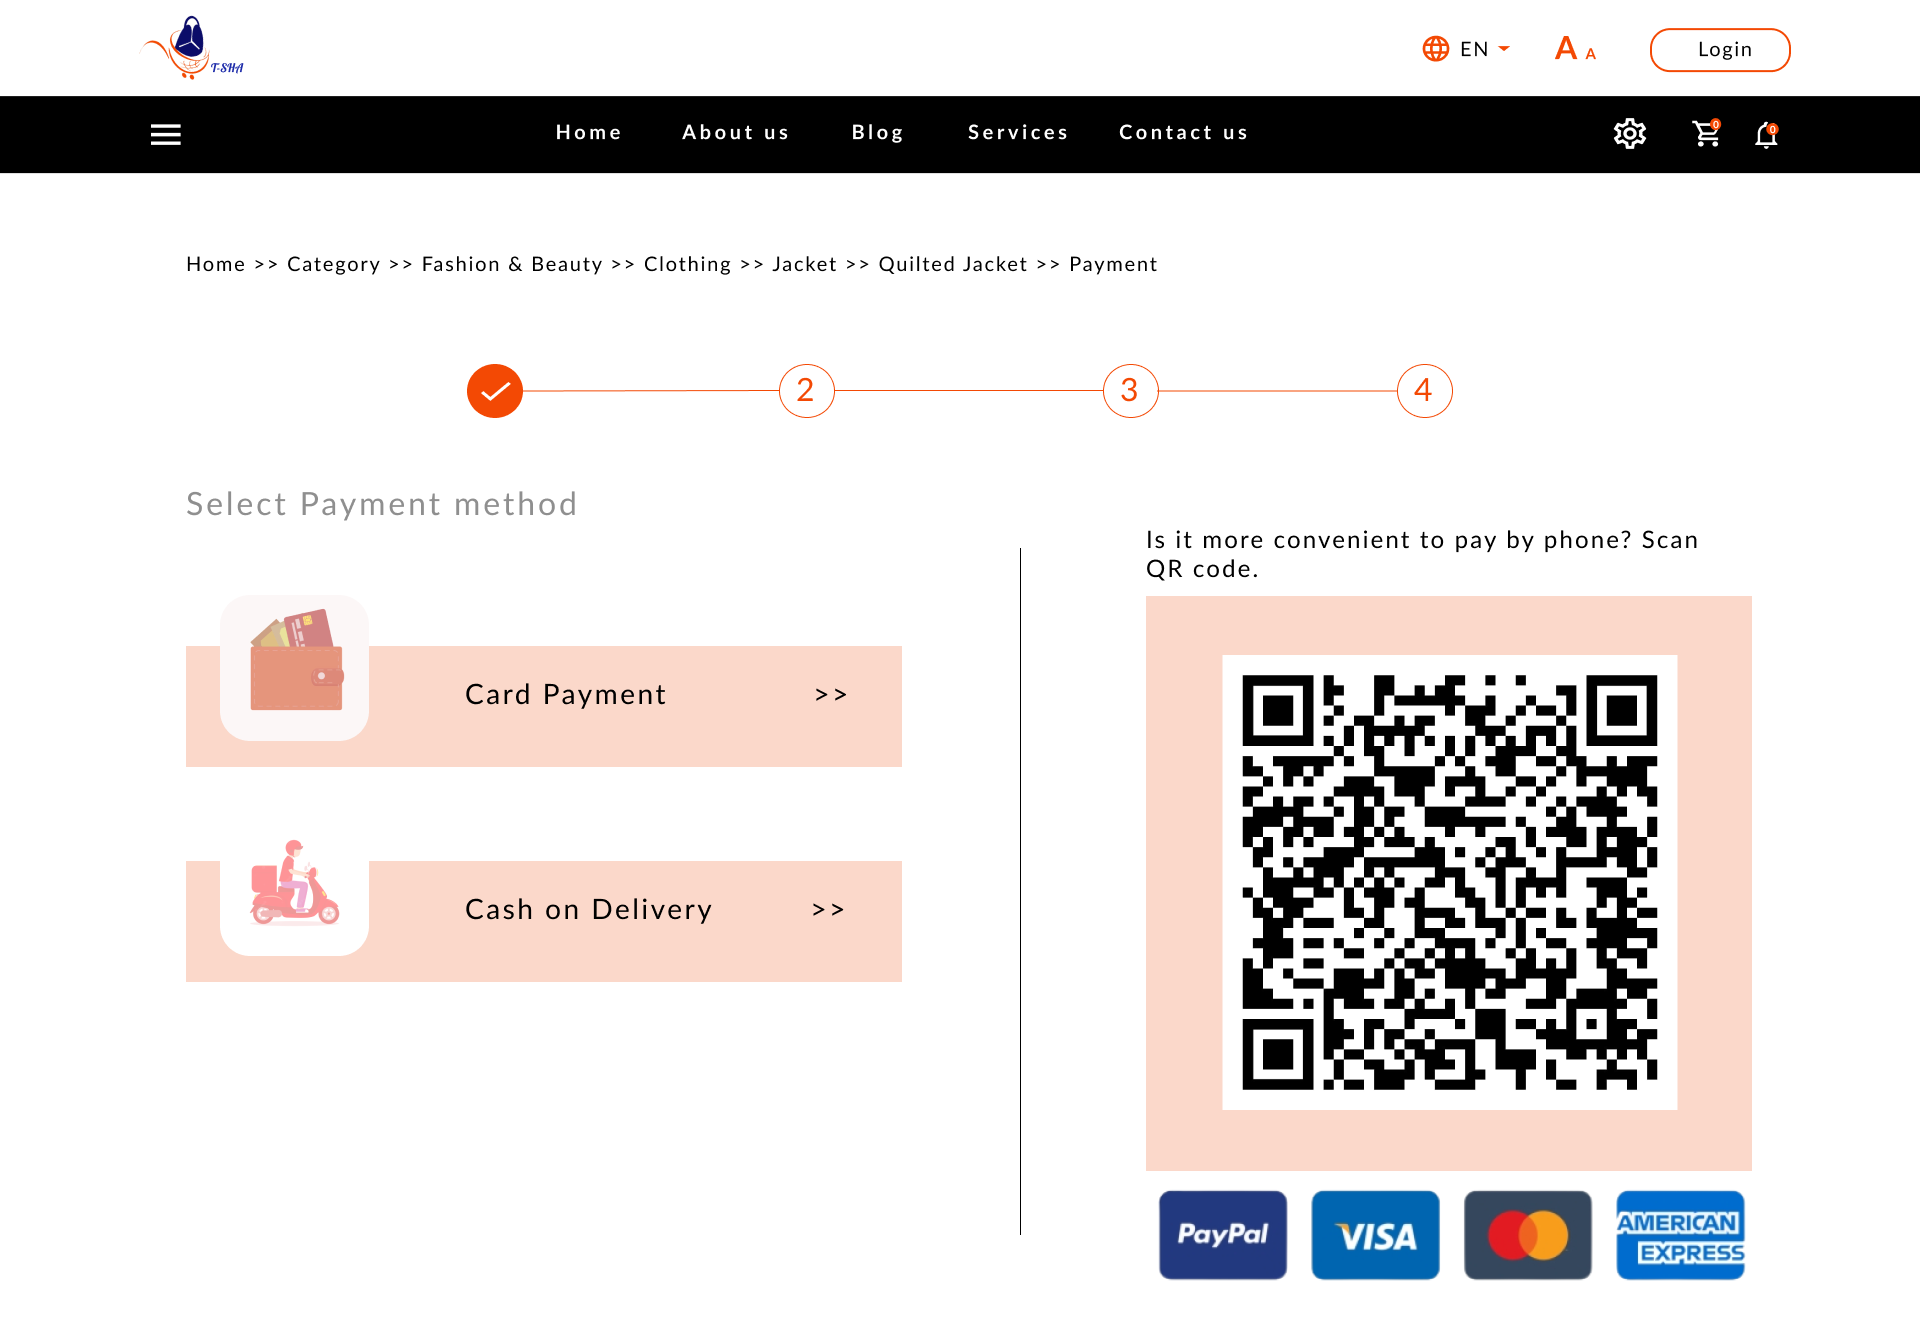 T-SHA
EN
A A
Login
Home About us Blog Services Contact us
0
0
Home >> Category >> Fashion & Beauty >> Clothing >> Jacket >> Quilted Jacket >> Payment
2
3
4
Select Payment method
Is it more convenient to pay by phone? Scan
QR code.
Card Payment >>
Cash on Delivery >>
PayPal
VISA
AMERICAN
EXPRESS